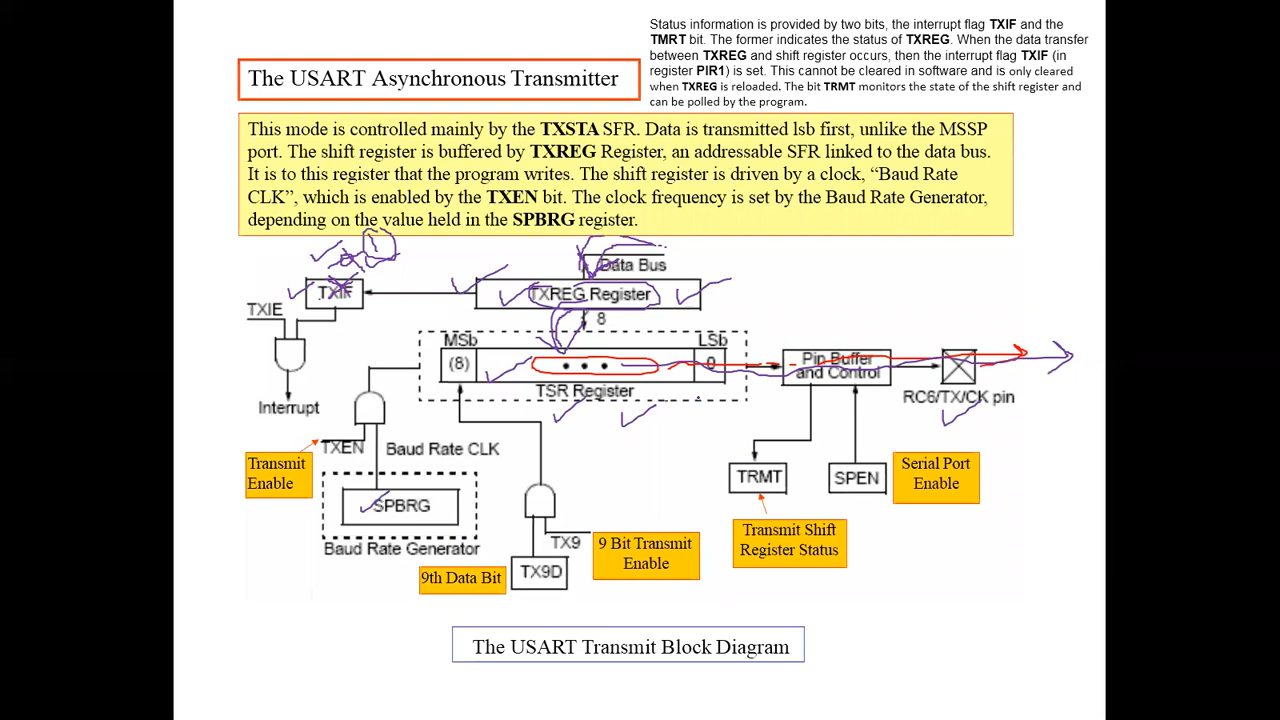 Status information is provided by two bits, the interrupt flag TXIF and the
TMRT bit. The former indicates the status of TXREG. When the data transfer
between TXREG and shift register occurs, then the interrupt flag TXIF (in
register PIR1) is set. This cannot be cleared in software and is only cleared
when TXREG is reloaded. The bit TRMT monitors the state of the shift register and
can be polled by the program.
The USART Asynchronous Transmitter
This mode is controlled mainly by the TXSTA SFR. Data is transmitted lsb first, unlike the MSSP
port. The shift register is buffered by TXREG Register, an addressable SFR linked to the data bus.
It is to this register that the program writes. The shift register is driven by a clock, “Baud Rate
CLK”, which is enabled by the TXEN bit. The clock frequency is set by the Baud Rate Generator,
depending on the value held in the SPBRG register.
1
Data Bus
TXIF
TXREG Register
TXIE
8
MSb
LSb
(8)
• • •
0
Pin Buffer
and Control
TSR Register
RC6/TX/CK pin
Interrupt
TXEN
Baud Rate CLK
Transmit
Enable
TRMT
SPEN
Serial Port
Enable
SPBRG
Baud Rate Generator
TX9
9 Bit Transmit
Enable
Transmit Shift
Register Status
9th Data Bit
TX9D
The USART Transmit Block Diagram